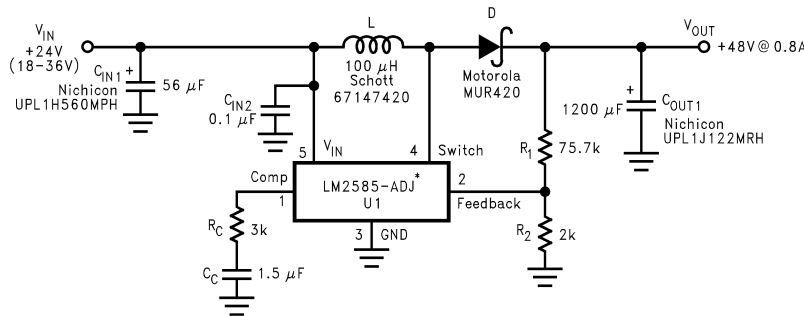 V_IN
+24V
(18-36V)
C_IN1
+
56 μF
Nichicon
UPL1H560MPH
C_IN2
0.1 μF
L
100 μH
Schott
67147420
D
Motorola
MUR420
V_OUT
+48V@0.8A
1200 μF
+
C_OUT1
Nichicon
UPL1J122MRH
R_1
75.7k
R_2
2k
5
V_IN
4
Switch
Comp
1
LM2585-ADJ*
U1
2
Feedback
3
GND
R_C
3k
C_C
1.5 μF